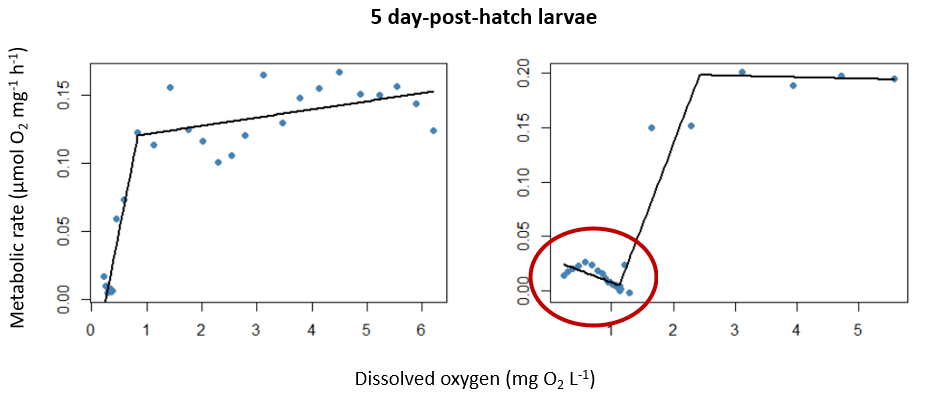 5 day-post-hatch larvae
Metabolic rate (µmol O₂ mg⁻¹ h⁻¹)
0.15
0.10
0.05
0.00
0 1 2 3 4 5 6
0.20
0.15
0.10
0.05
0.00
1 2 3 4 5
Dissolved oxygen (mg O₂ L⁻¹)